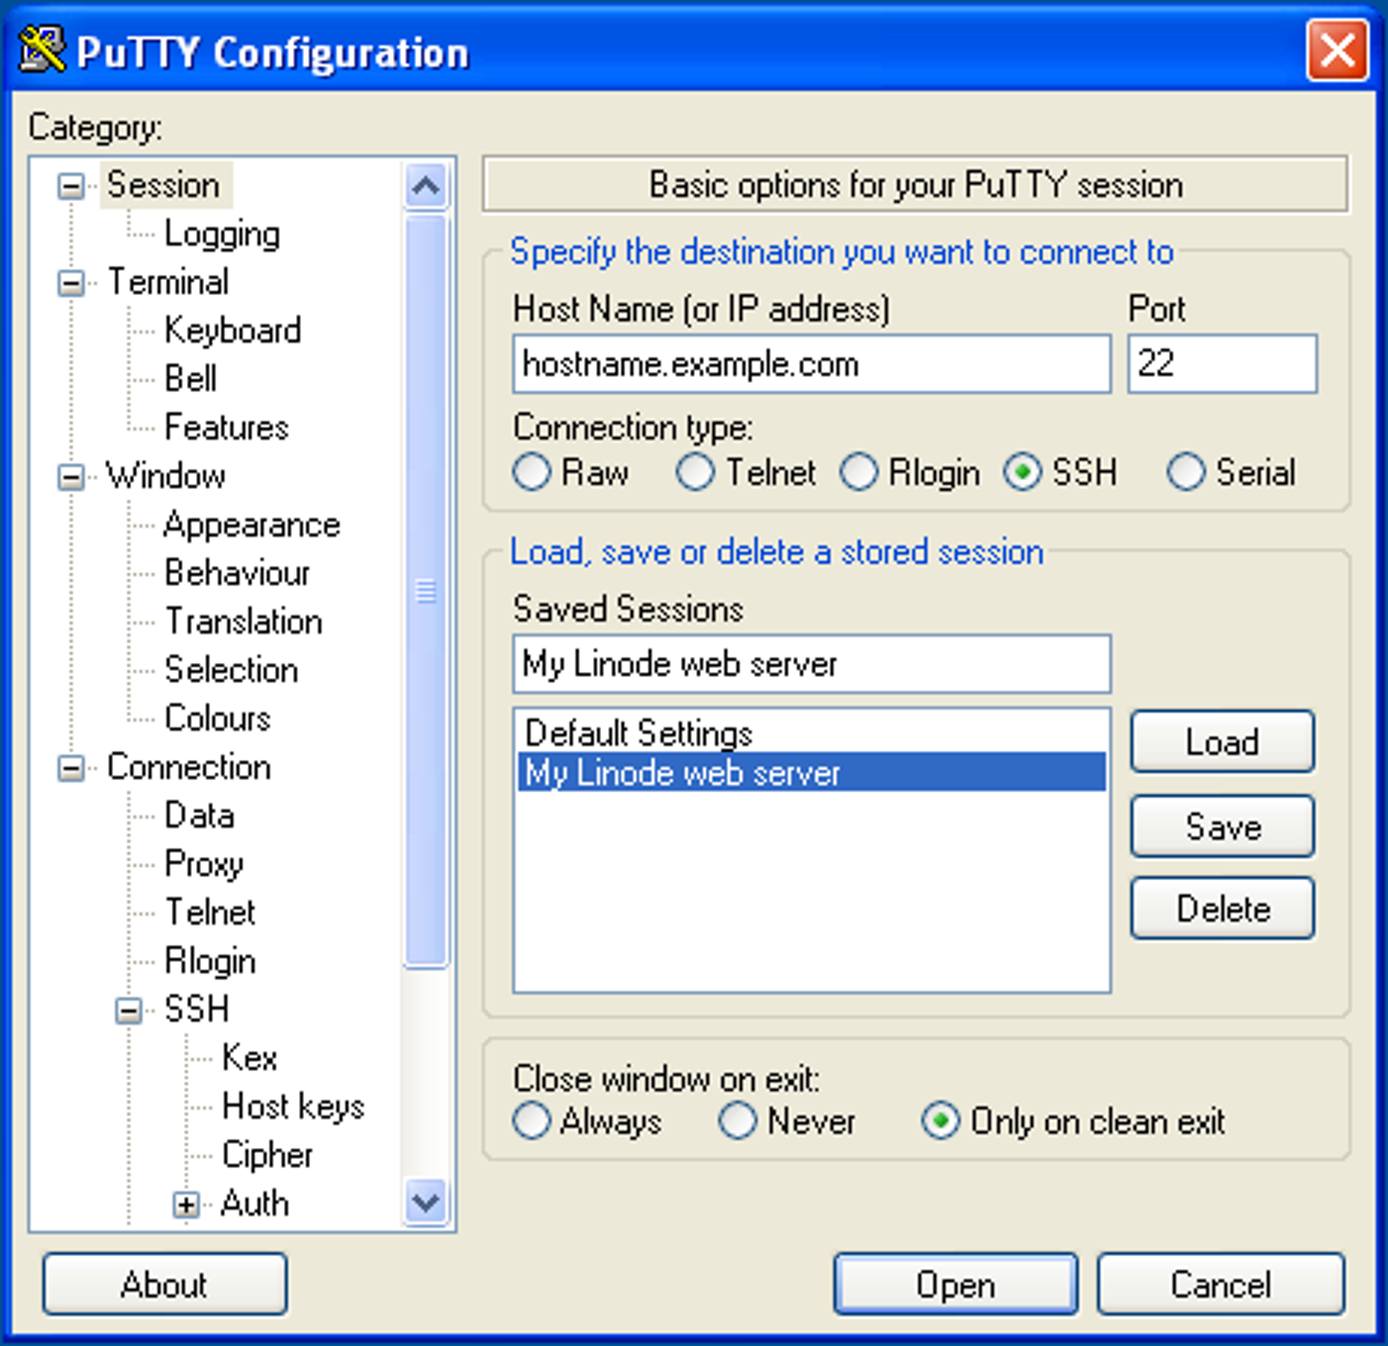 PuTTY Configuration
Category:
Session
Logging
Terminal
Keyboard
Bell
Features
Window
Appearance
Behaviour
Translation
Selection
Colours
Connection
Data
Proxy
Telnet
Rlogin
SSH
Kex
Host keys
Cipher
Auth
Basic options for your PuTTY session
Specify the destination you want to connect to
Host Name (or IP address) Port
hostname.example.com 22
Connection type:
Raw Telnet Rlogin SSH Serial
Load, save or delete a stored session
Saved Sessions
My Linode web server
Default Settings
My Linode web server
Load
Save
Delete
Close window on exit:
Always Never Only on clean exit
About Open Cancel